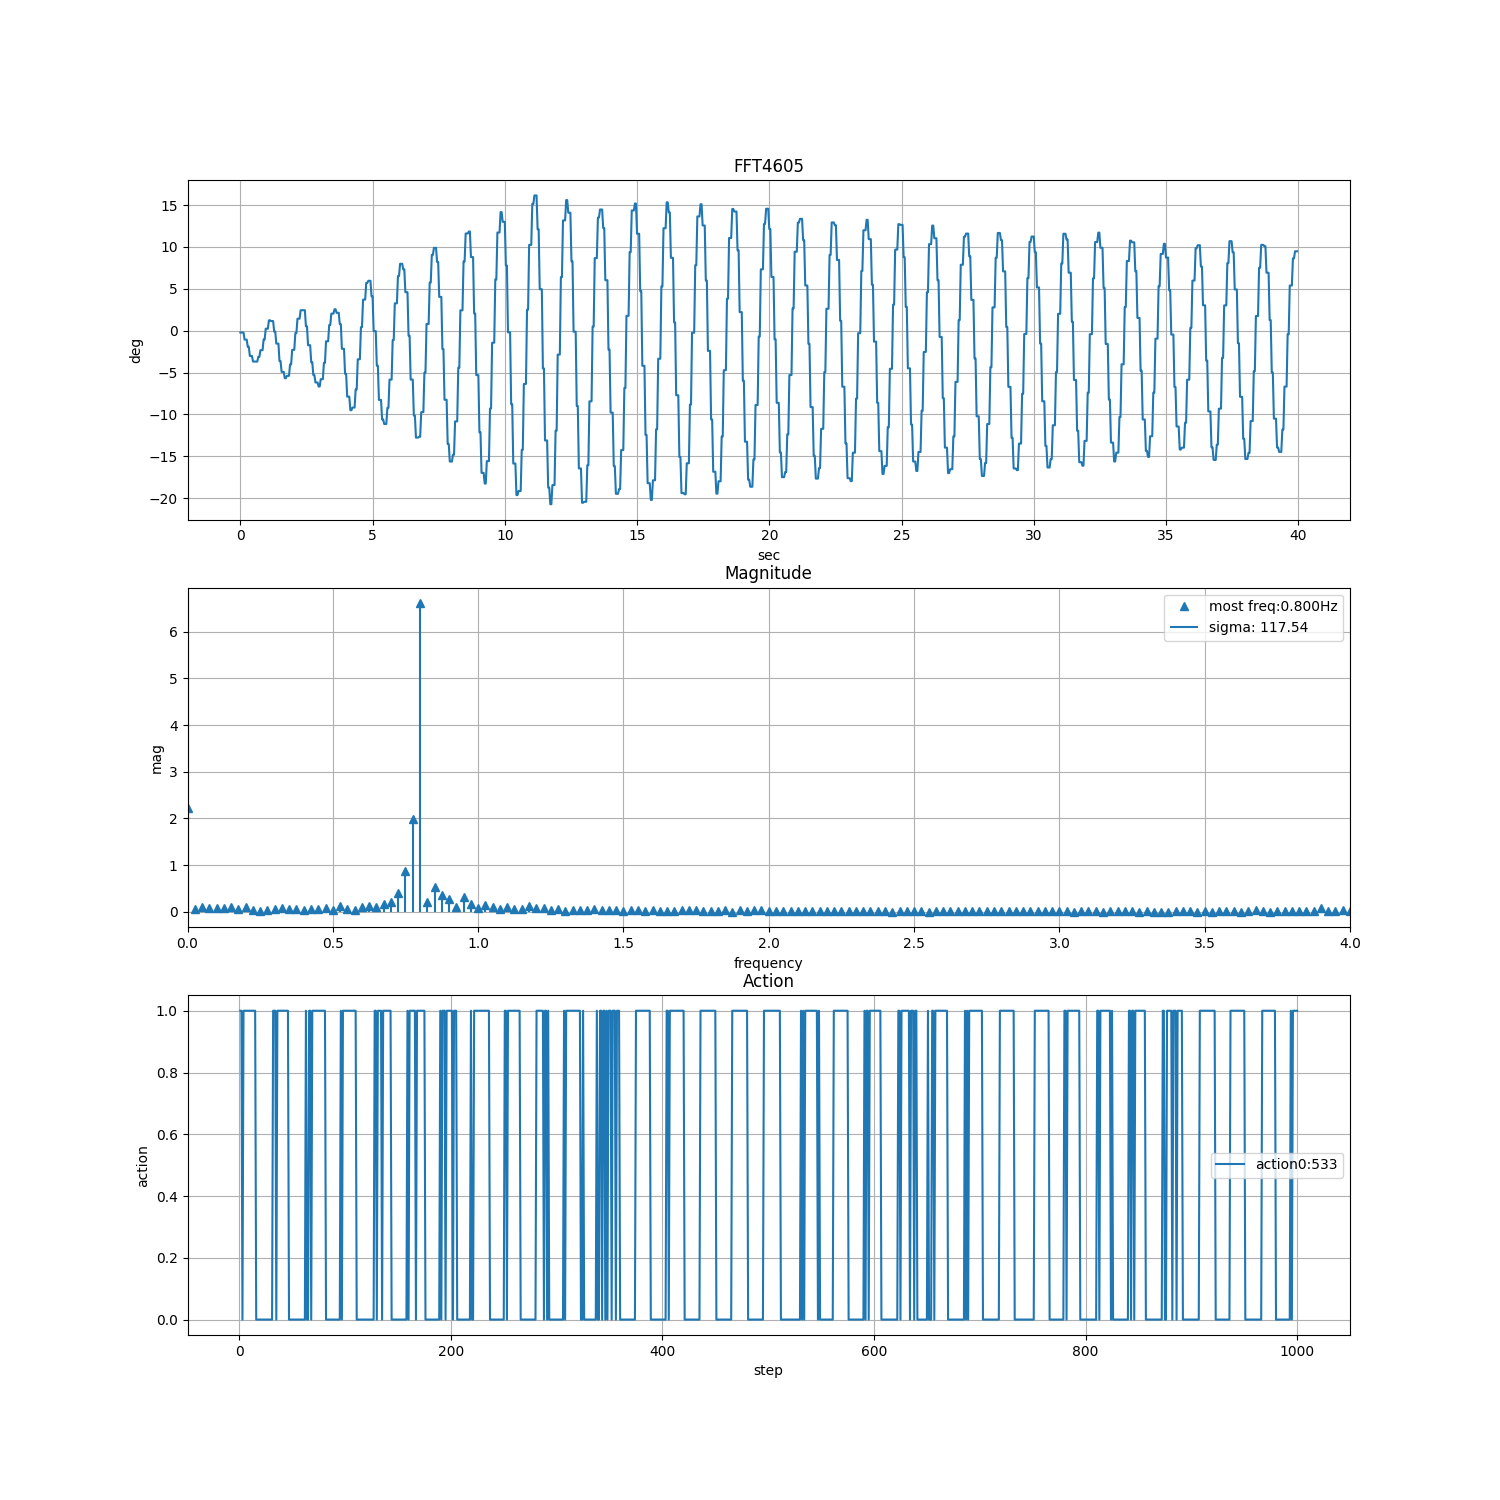 FFT4605
15
10
5
0
−5
−10
−15
−20
deg
0 5 10 15 20 25 30 35 40
sec
Magnitude
most freq:0.800Hz
sigma: 117.54
6
5
4
3
2
1
0
mag
0.0 0.5 1.0 1.5 2.0 2.5 3.0 3.5 4.0
frequency
Action
1.0
0.8
0.6
0.4
0.2
0.0
action
action0:533
0 200 400 600 800 1000
step